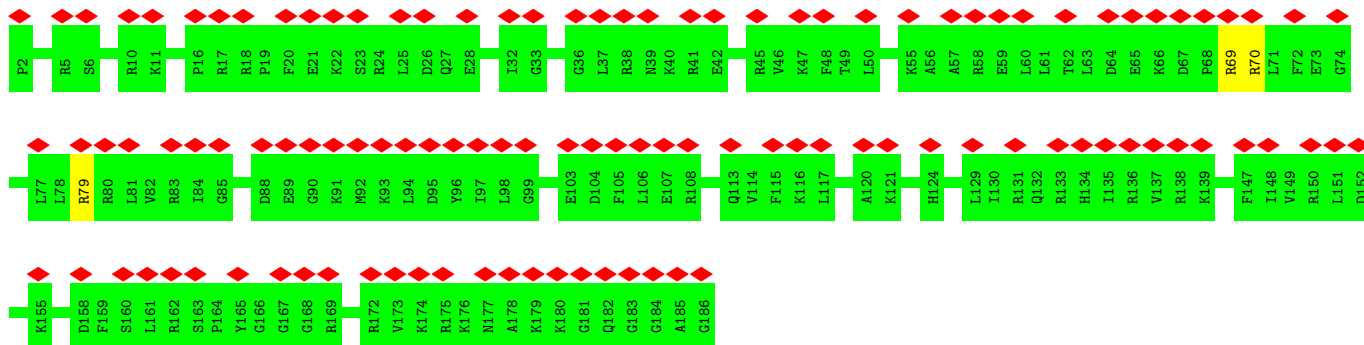 P2 R5 S6 R10 K11 P16 R17 R18 P19 F20 E21 K22 S23 R24 L25 D26 Q27 E28 I32 G33 G36 L37 R38 N39 K40 R41 E42 R45 V46 K47 F48 T49 L50 K55 A56 A57 R58 E59 L60 L61 T62 L63 D64 E65 K66 D67 P68 R69 R70 L71 F72 E73 G74
L77 L78 R79 R80 L81 V82 R83 I84 G85 D88 E89 G90 K91 M92 K93 L94 D95 Y96 I97 L98 G99 E103 D104 F105 L106 E107 R108 Q113 V114 F115 K116 L117 A120 K121 H124 L129 I130 R131 Q132 R133 H134 I135 R136 V137 R138 K139 F147 I148 V149 R150 L151 D152
K155 D158 F159 S160 L161 R162 S163 P164 Y165 G166 G167 G168 R169 R172 V173 K174 R175 K176 N177 A178 K179 K180 G181 Q182 G183 G184 A185 G186